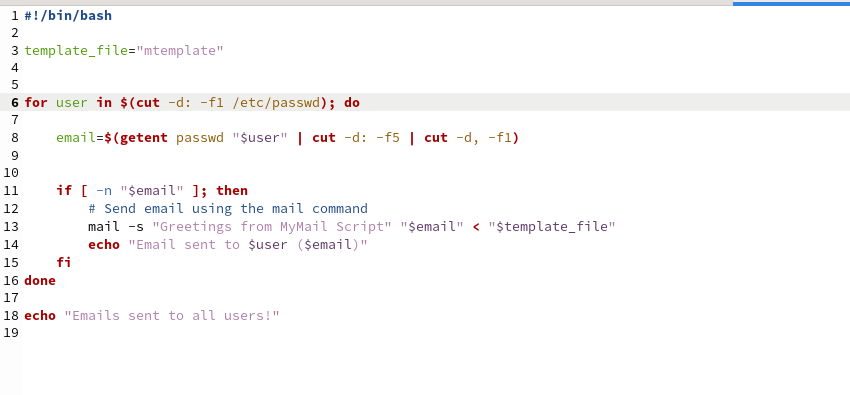 1 #!/bin/bash
2
3 template_file="mtemplate"
4
5
6 for user in $(cut -d: -f1 /etc/passwd); do
7
8     email=$(getent passwd "$user" | cut -d: -f5 | cut -d, -f1)
9
10
11     if [ -n "$email" ]; then
12         # Send email using the mail command
13         mail -s "Greetings from MyMail Script" "$email" < "$template_file"
14         echo "Email sent to $user ($email)"
15     fi
16 done
17
18 echo "Emails sent to all users!"
19